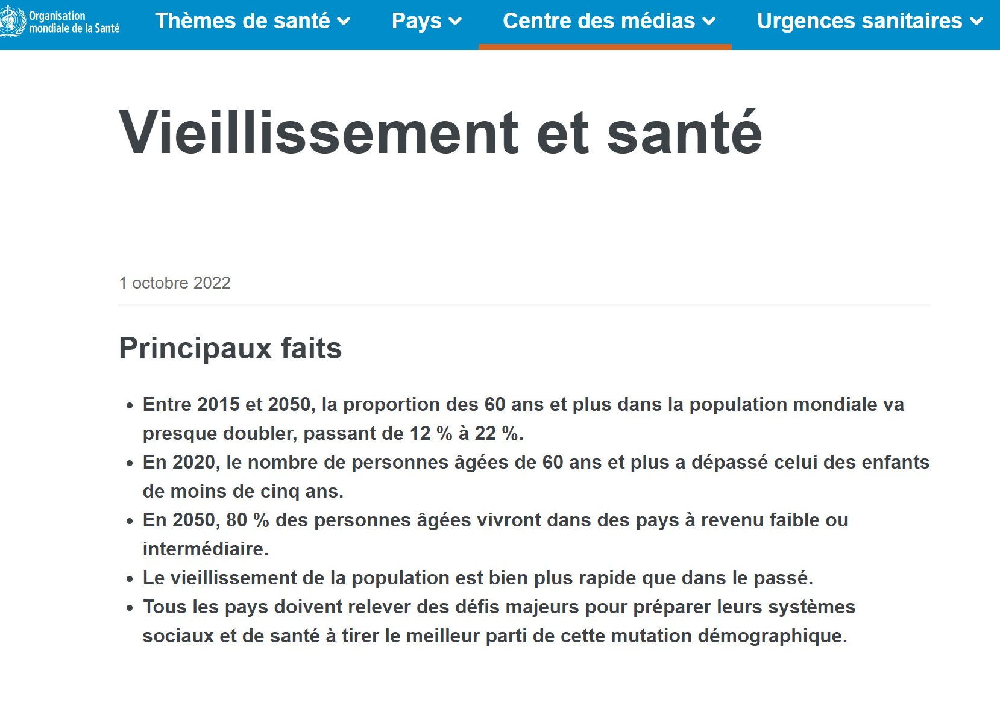 Organisation
mondiale de la Santé
Thèmes de santé
Pays
Centre des médias
Urgences sanitaires
Vieillissement et santé
1 octobre 2022
Principaux faits
Entre 2015 et 2050, la proportion des 60 ans et plus dans la population mondiale va
presque doubler, passant de 12 % à 22 %.
En 2020, le nombre de personnes âgées de 60 ans et plus a dépassé celui des enfants
de moins de cinq ans.
En 2050, 80 % des personnes âgées vivront dans des pays à revenu faible ou
intermédiaire.
Le vieillissement de la population est bien plus rapide que dans le passé.
Tous les pays doivent relever des défis majeurs pour préparer leurs systèmes
sociaux et de santé à tirer le meilleur parti de cette mutation démographique.